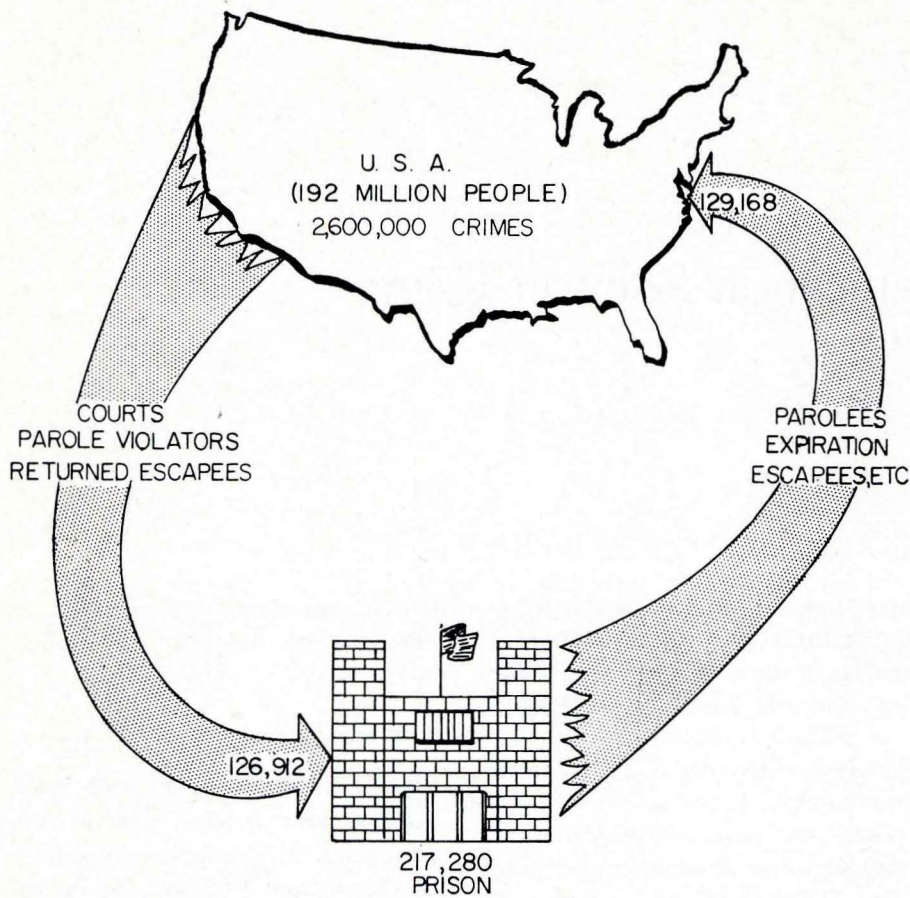 U. S. A.
(192 MILLION PEOPLE)
2,600,000 CRIMES
129,168
COURTS
PAROLE VIOLATORS
RETURNED ESCAPEES
PAROLEES
EXPIRATION
ESCAPEES,ETC
126,912
217,280
PRISON